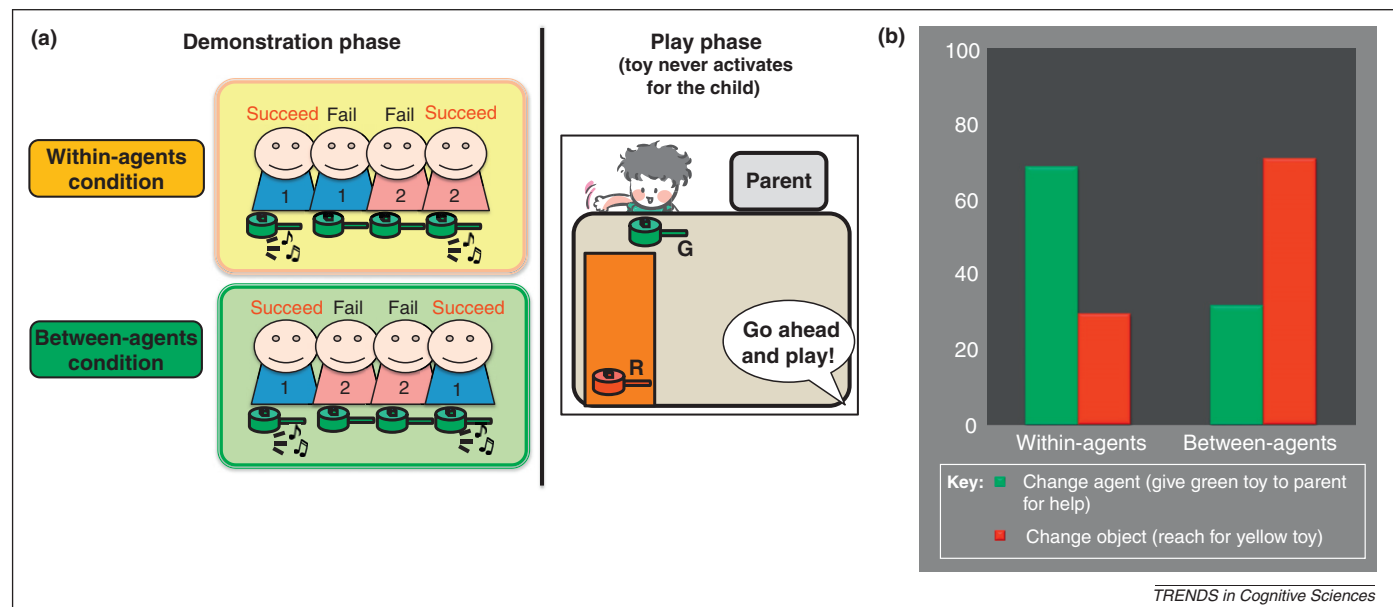 (a)
Demonstration phase
Within-agents
condition
Succeed Fail Fail Succeed
1 1 2 2
Between-agents
condition
Succeed Fail Fail Succeed
1 2 2 1
Play phase
(toy never activates
for the child)
Parent
G
R
Go ahead
and play!
(b)
100
80
60
40
20
0
Within-agents Between-agents
Key: Change agent (give green toy to parent
for help)
Change object (reach for yellow toy)
TRENDS in Cognitive Sciences